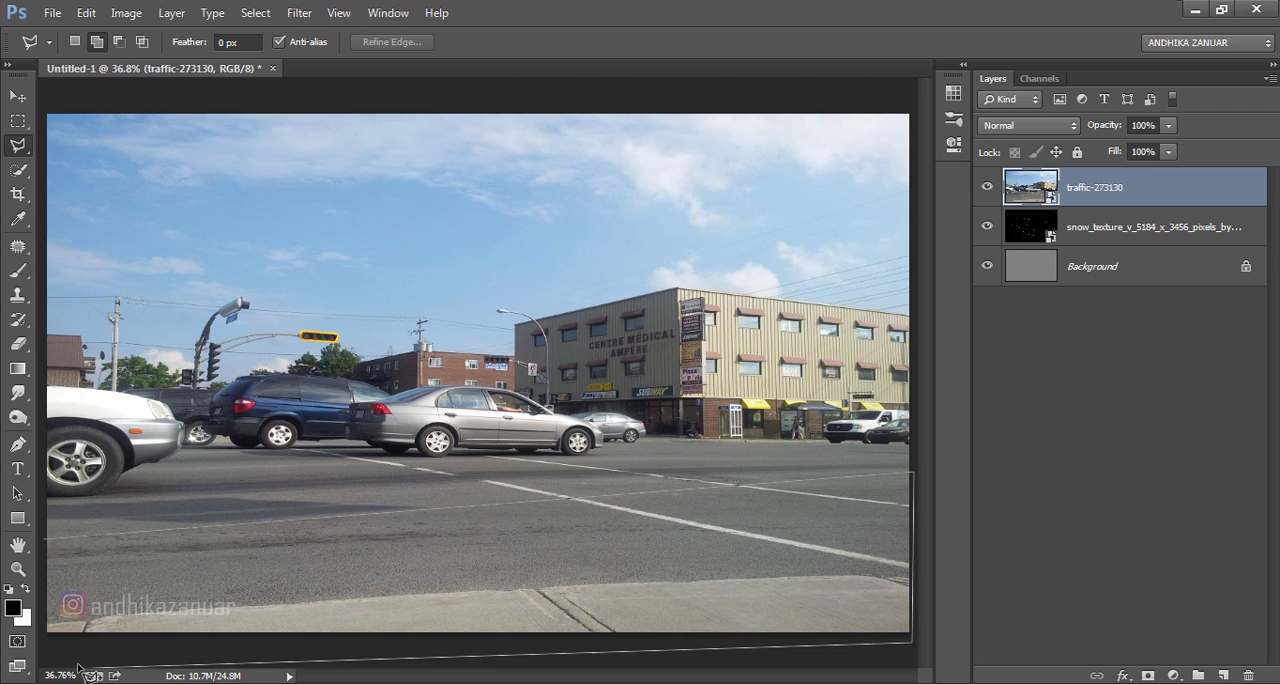 Ps File Edit Image Layer Type Select Filter View Window Help
Feather: 0 px Anti-alias Refine Edge... ANDHIKA ZANUAR
Untitled-1 @ 36.8% (traffic-273130, RGB/8) * ×
Layers Channels
Kind
Normal Opacity: 100%
Lock: Fill: 100%
traffic-273130
snow_texture_v_5184_x_3456_pixels_by...
Background
CENTRE MÉDICAL
AMPÈRE
SUBWAY
andhikazanuar
36.76% Doc: 10.7M/24.8M